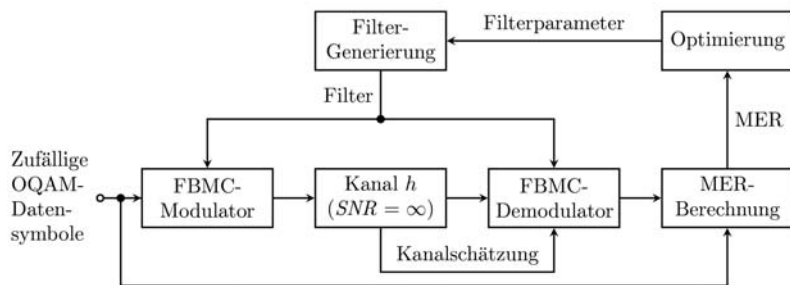 Filter-
Generierung
Filterparameter
Optimierung
Filter
MER
Zufällige
OQAM-
Daten-
symbole
FBMC-
Modulator
Kanal h
(SNR = ∞)
FBMC-
Demodulator
MER-
Berechnung
Kanalschätzung